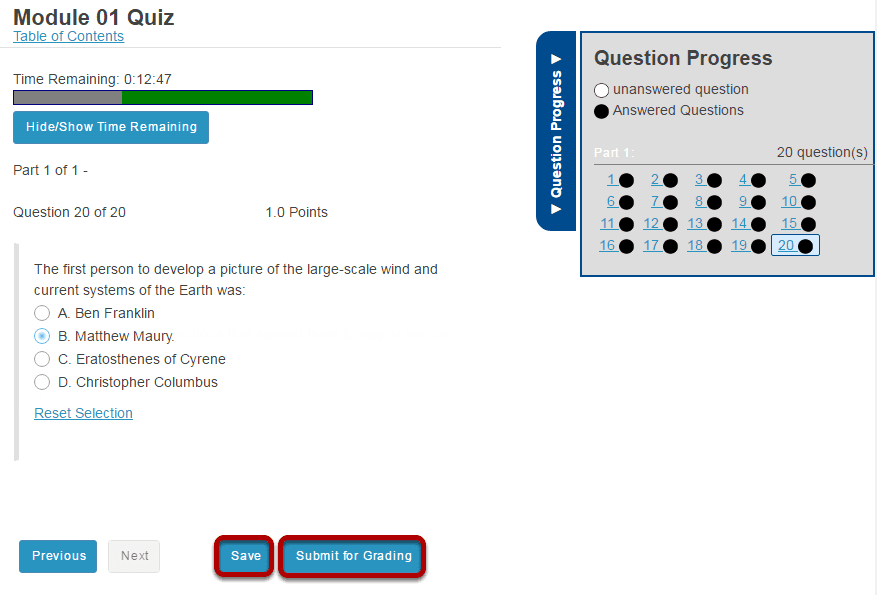 Module 01 Quiz
Table of Contents
Time Remaining: 0:12:47
Hide/Show Time Remaining
Part 1 of 1 -
Question 20 of 20 1.0 Points
The first person to develop a picture of the large-scale wind and
current systems of the Earth was:
A. Ben Franklin
B. Matthew Maury.
C. Eratosthenes of Cyrene
D. Christopher Columbus
Reset Selection
Previous Next Save Submit for Grading
▼ Question Progress ▼
Question Progress
unanswered question
Answered Questions
Part 1: 20 question(s)
1 2 3 4 5
6 7 8 9 10
11 12 13 14 15
16 17 18 19 20